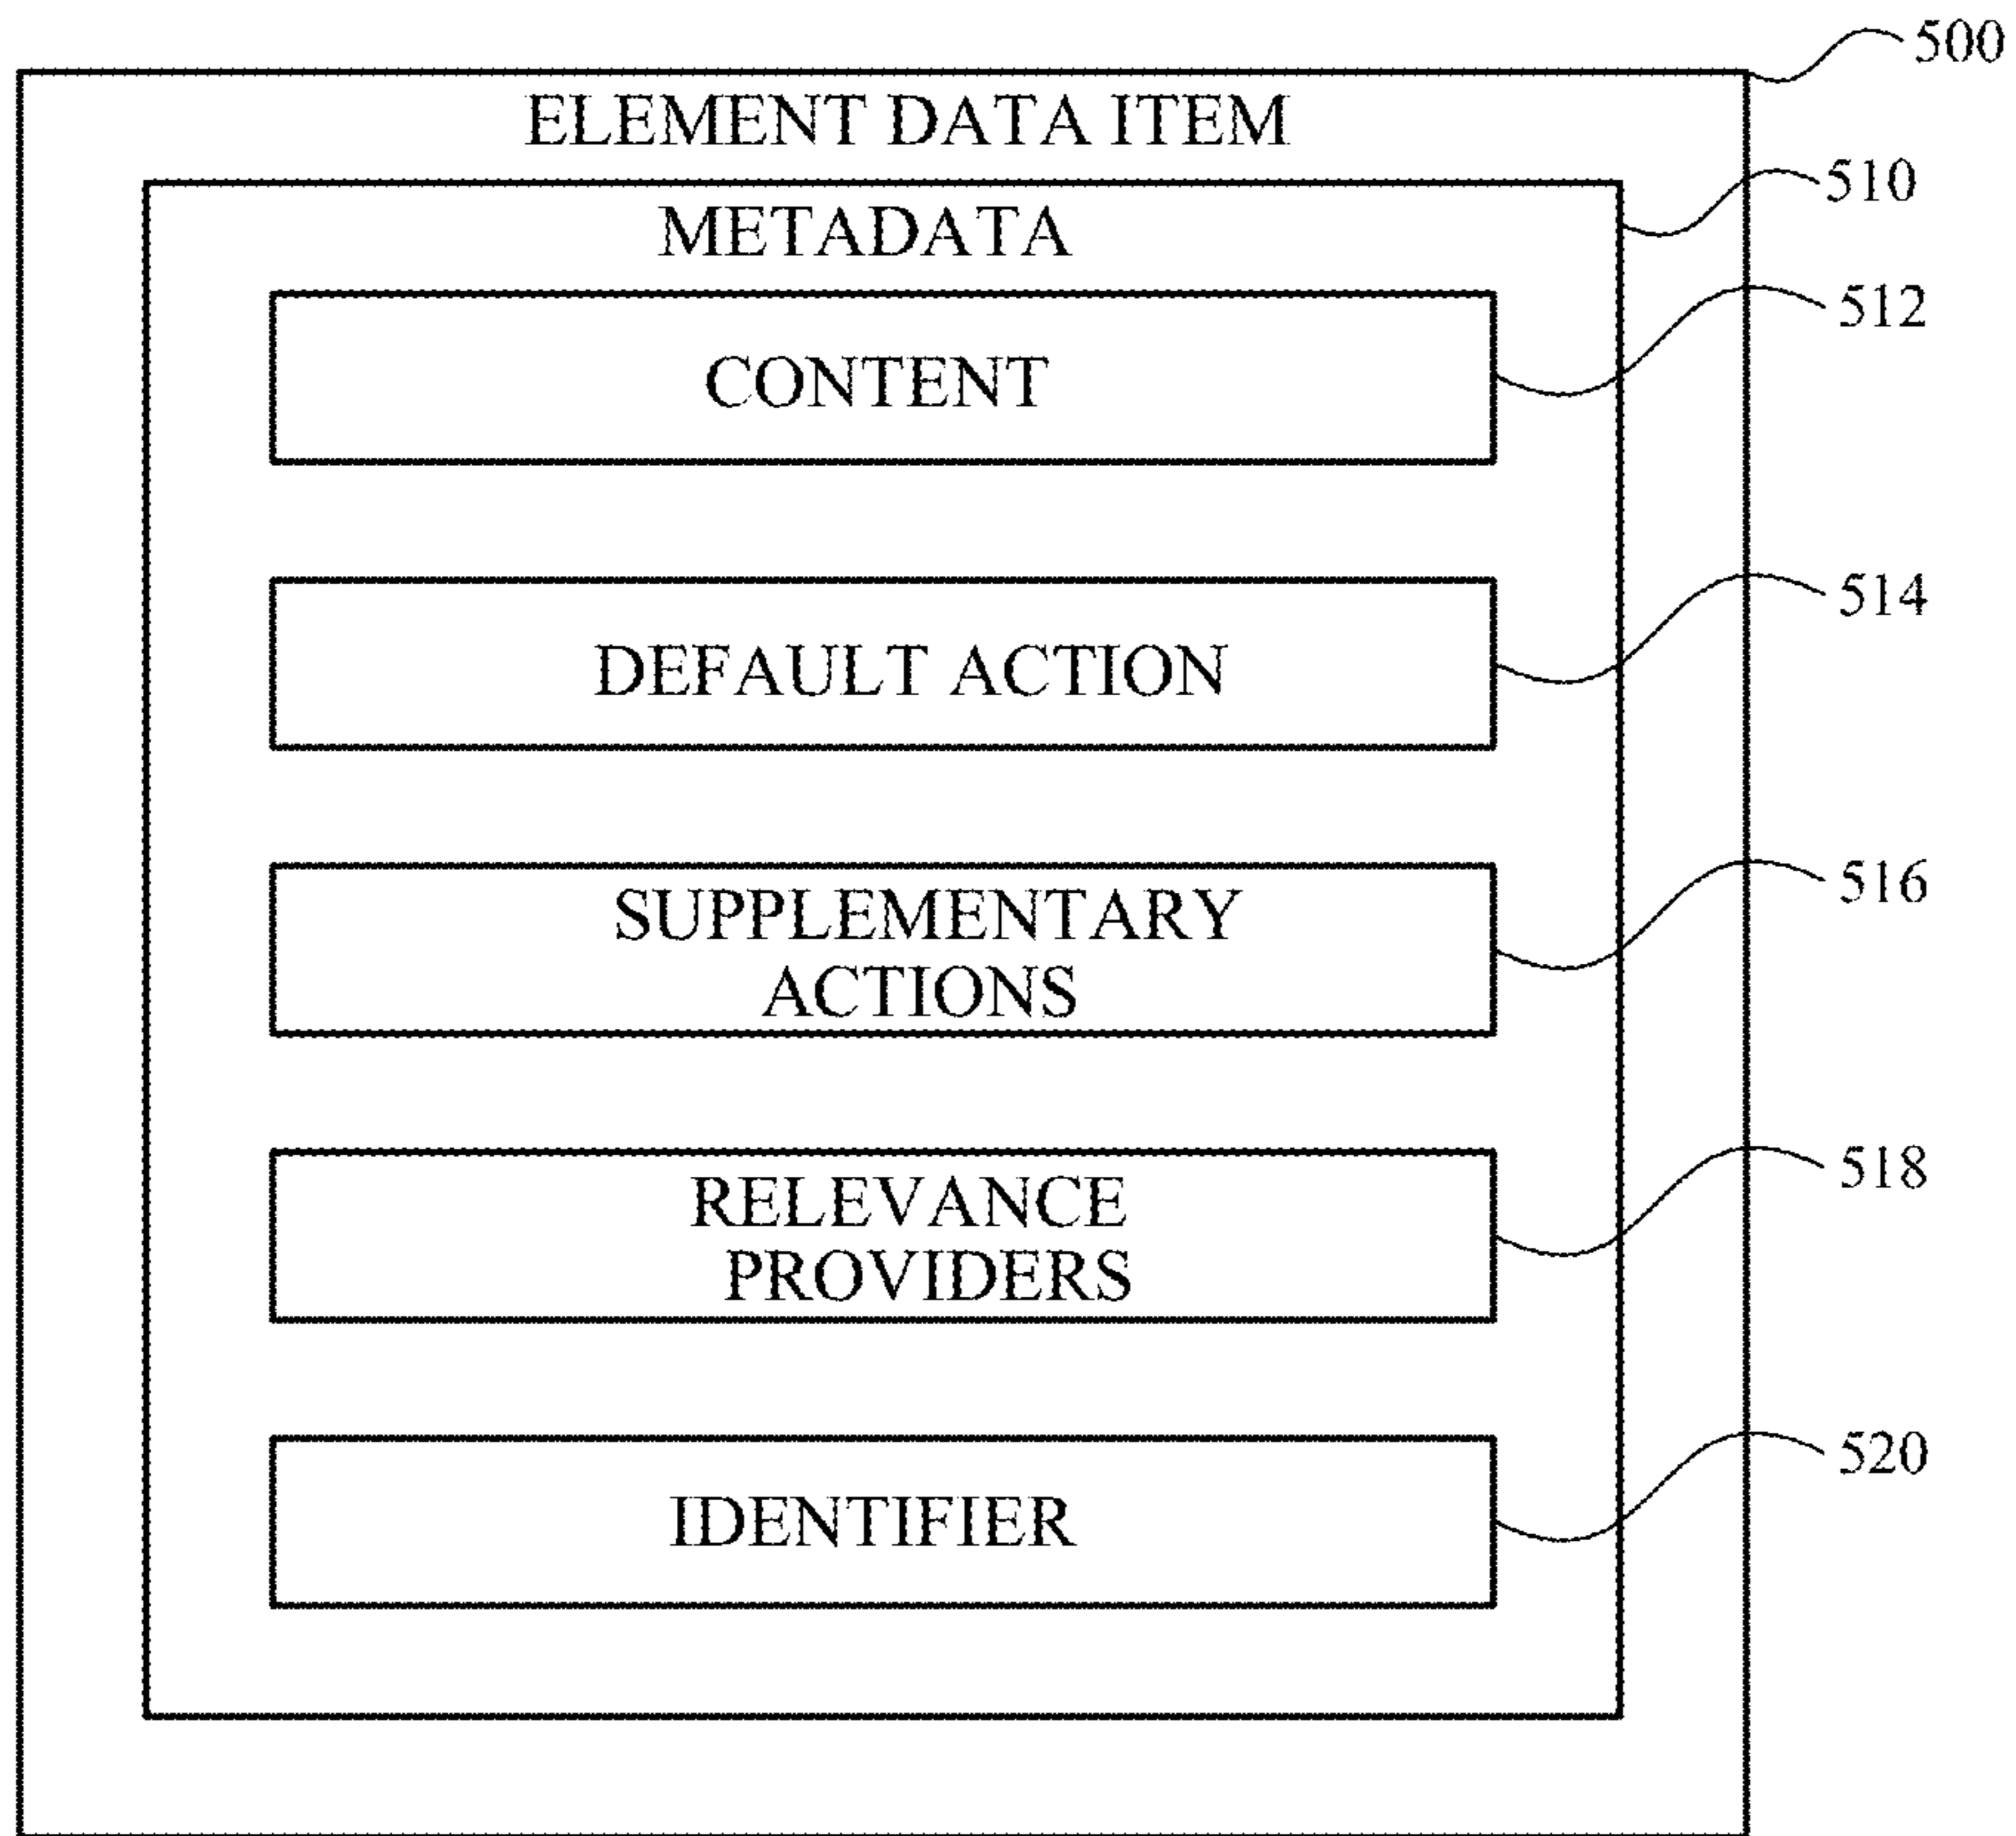 500
ELEMENT DATA ITEM
510
METADATA
512
CONTENT
514
DEFAULT ACTION
516
SUPPLEMENTARY
ACTIONS
518
RELEVANCE
PROVIDERS
520
IDENTIFIER